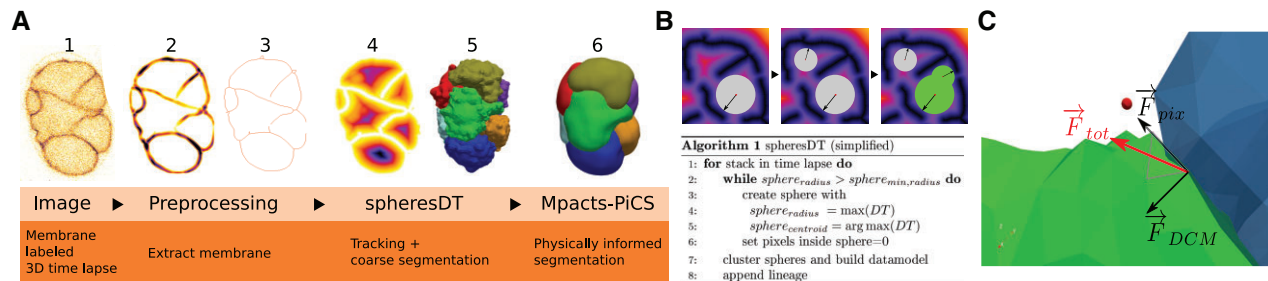 A
1 2 3 4 5 6
Image ▶ Preprocessing ▶ spheresDT ▶ Mpacts-PiCS
Membrane
labeled
3D time lapse
Extract membrane
Tracking +
coarse segmentation
Physically informed
segmentation
B
Algorithm 1 spheresDT (simplified)
1: for stack in time lapse do
2: while sphere_radius > sphere_min,radius do
3: create sphere with
4: sphere_radius = max(DT)
5: sphere_centroid = arg max(DT)
6: set pixels inside sphere=0
7: cluster spheres and build datamodel
8: append lineage
C
F_pix
F_tot
F_DCM